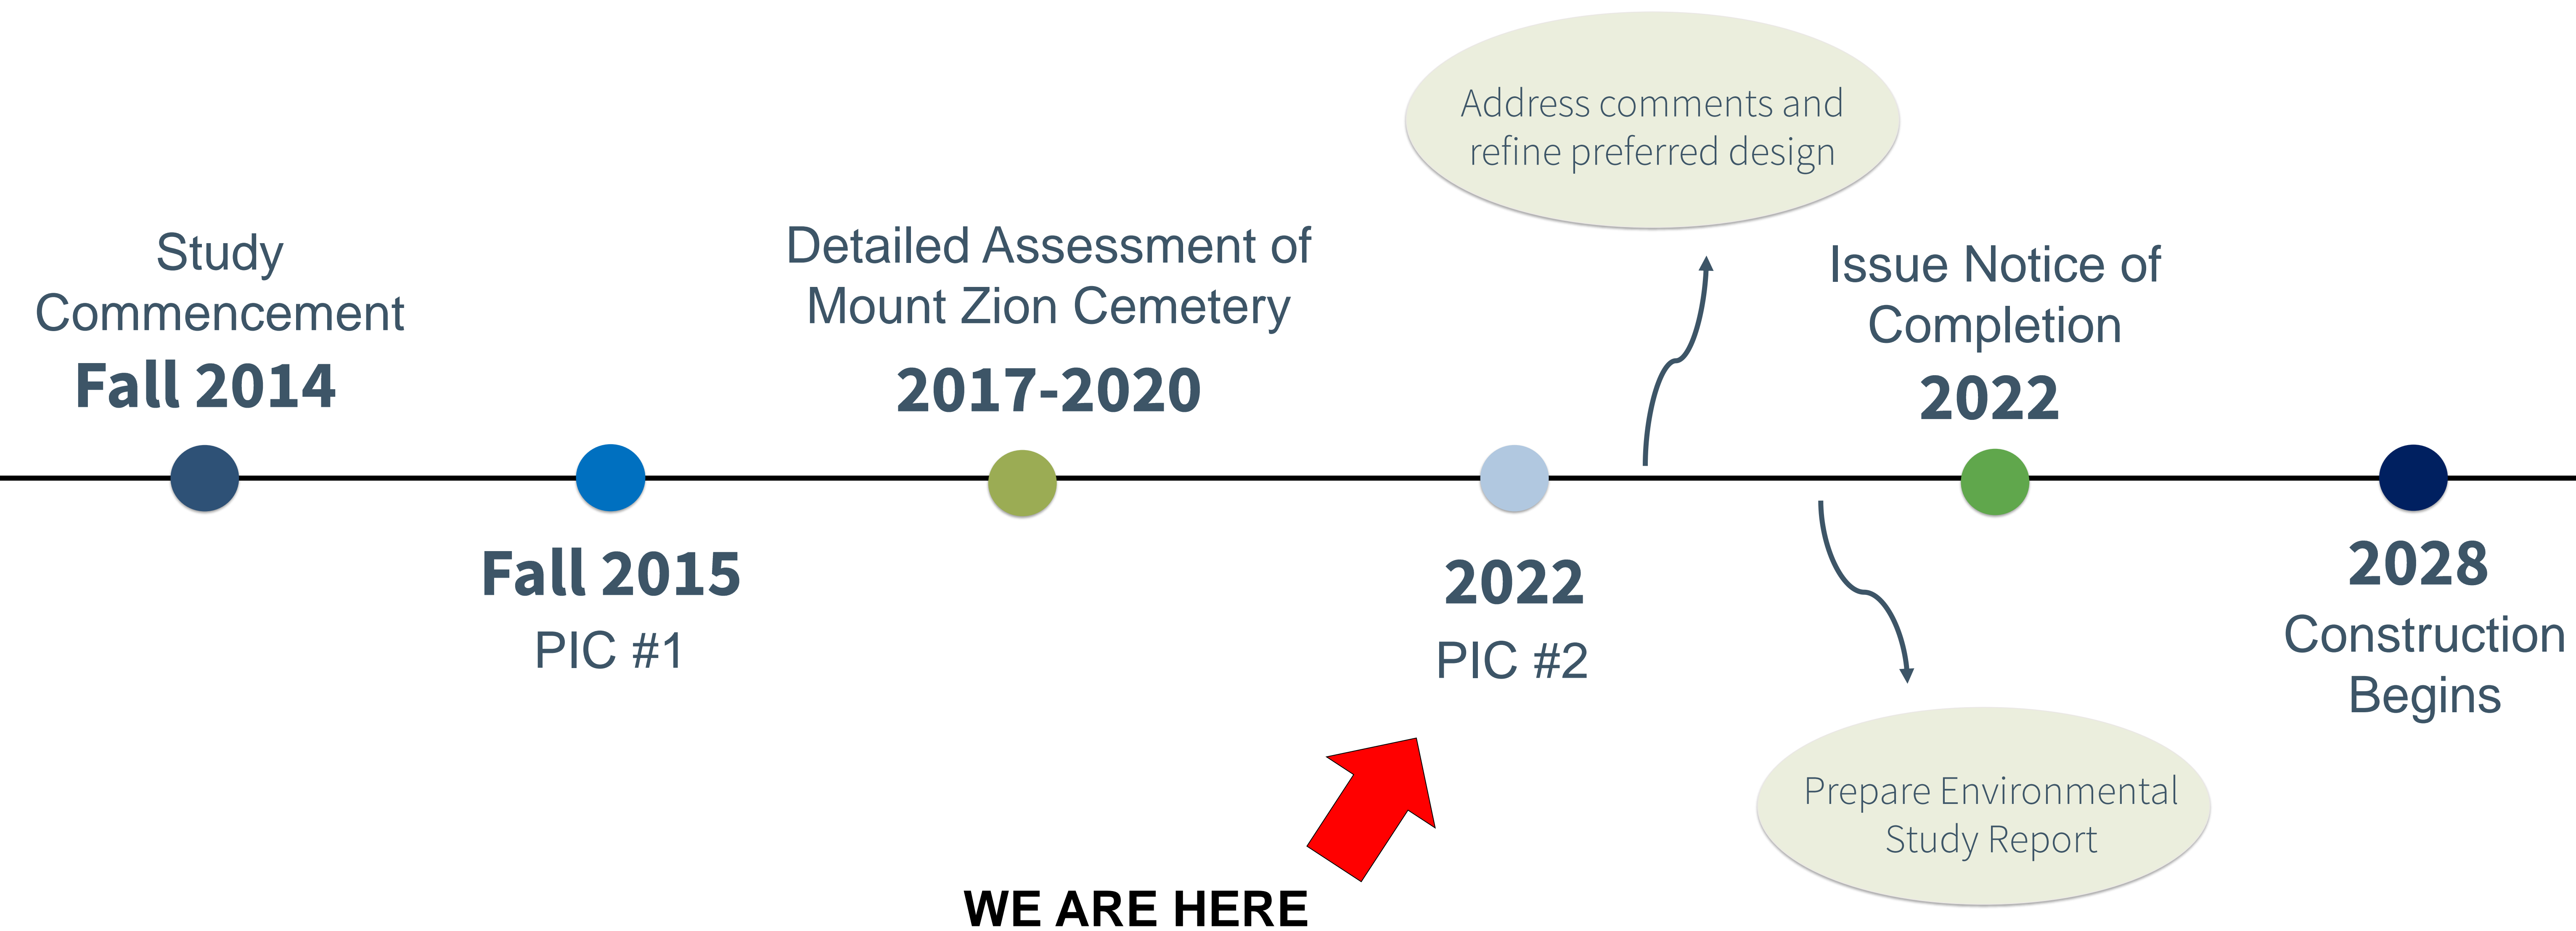 Study
Commencement
Fall 2014
Fall 2015
PIC #1
Detailed Assessment of
Mount Zion Cemetery
2017-2020
2022
PIC #2
WE ARE HERE
Address comments and
refine preferred design
Prepare Environmental
Study Report
Issue Notice of
Completion
2022
2028
Construction
Begins